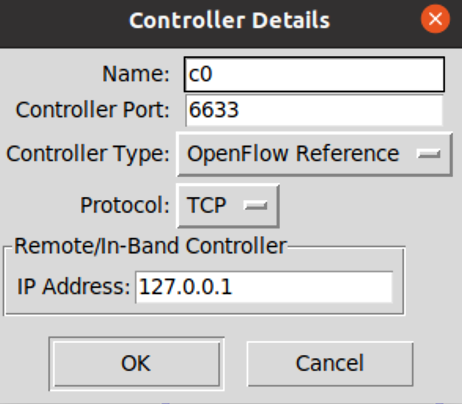 Controller Details
Name: c0
Controller Port: 6633
Controller Type: OpenFlow Reference
Protocol: TCP
Remote/In-Band Controller
IP Address: 127.0.0.1
OK Cancel